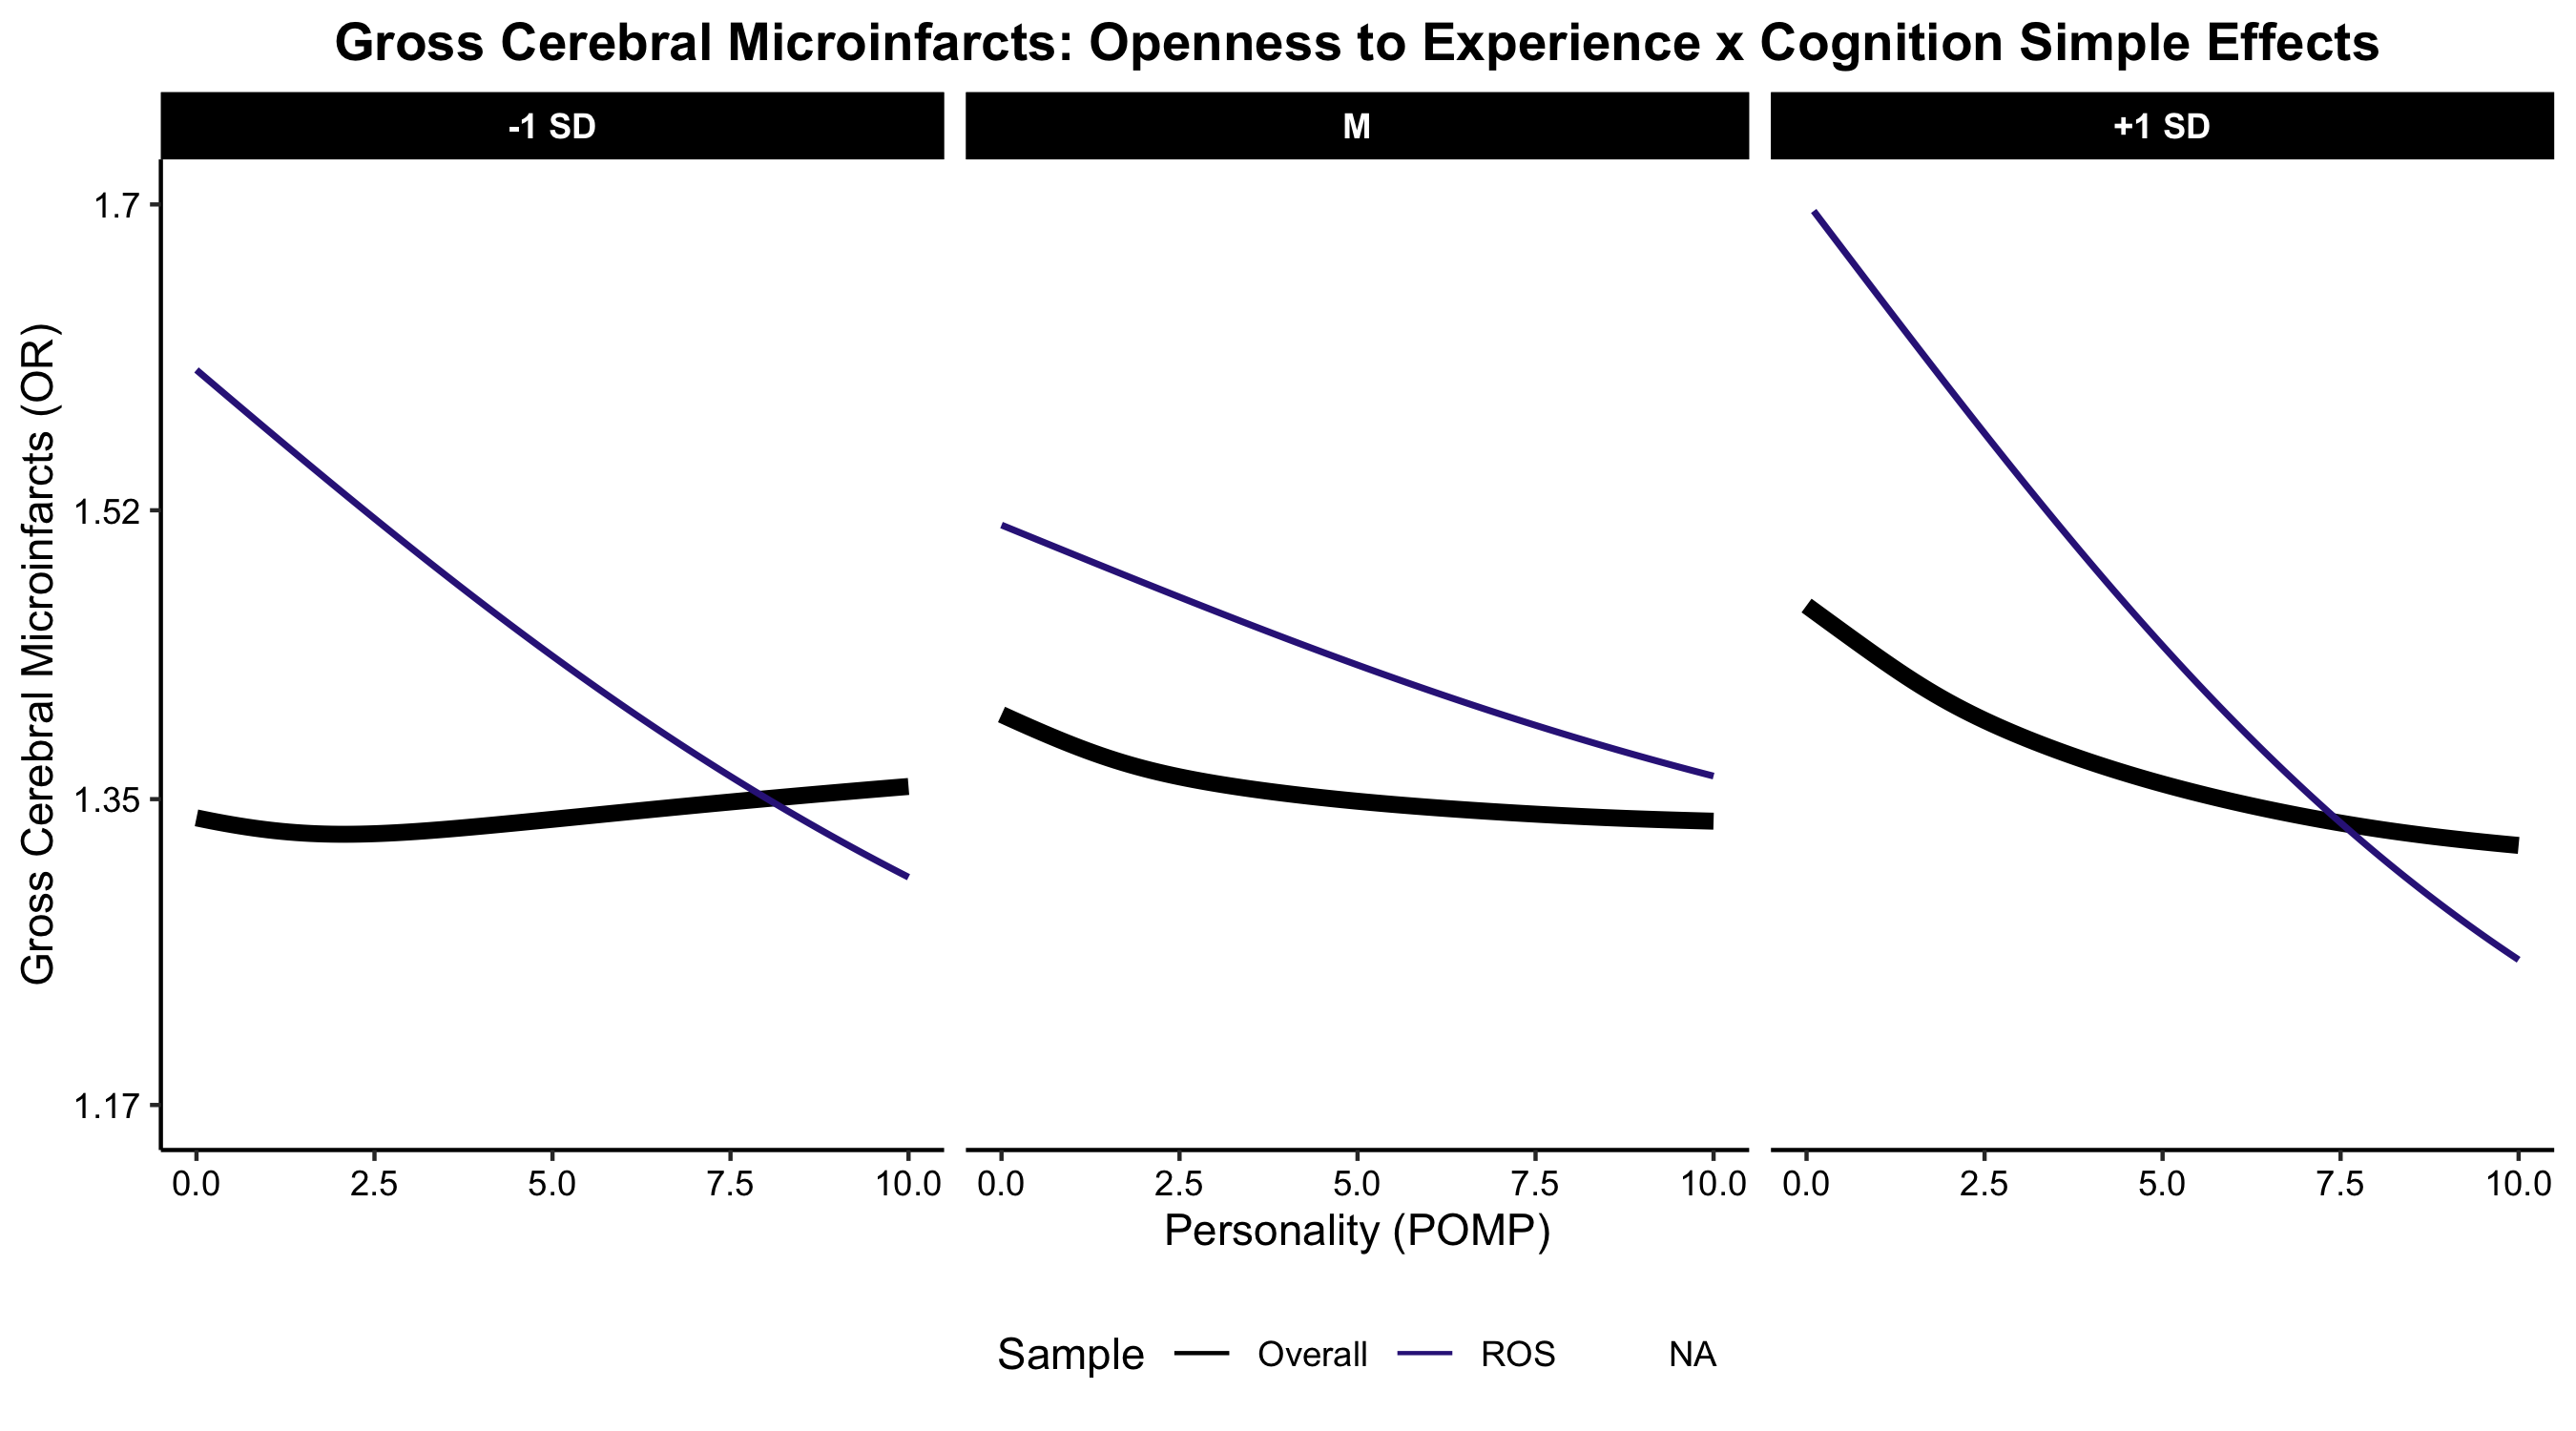 Gross Cerebral Microinfarcts: Openness to Experience x Cognition Simple Effects
-1 SD M +1 SD
Gross Cerebral Microinfarcts (OR)
1.7
1.52
1.35
1.17
0.0 2.5 5.0 7.5 10.0 0.0 2.5 5.0 7.5 10.0 0.0 2.5 5.0 7.5 10.0
Personality (POMP)
Sample Overall ROS NA